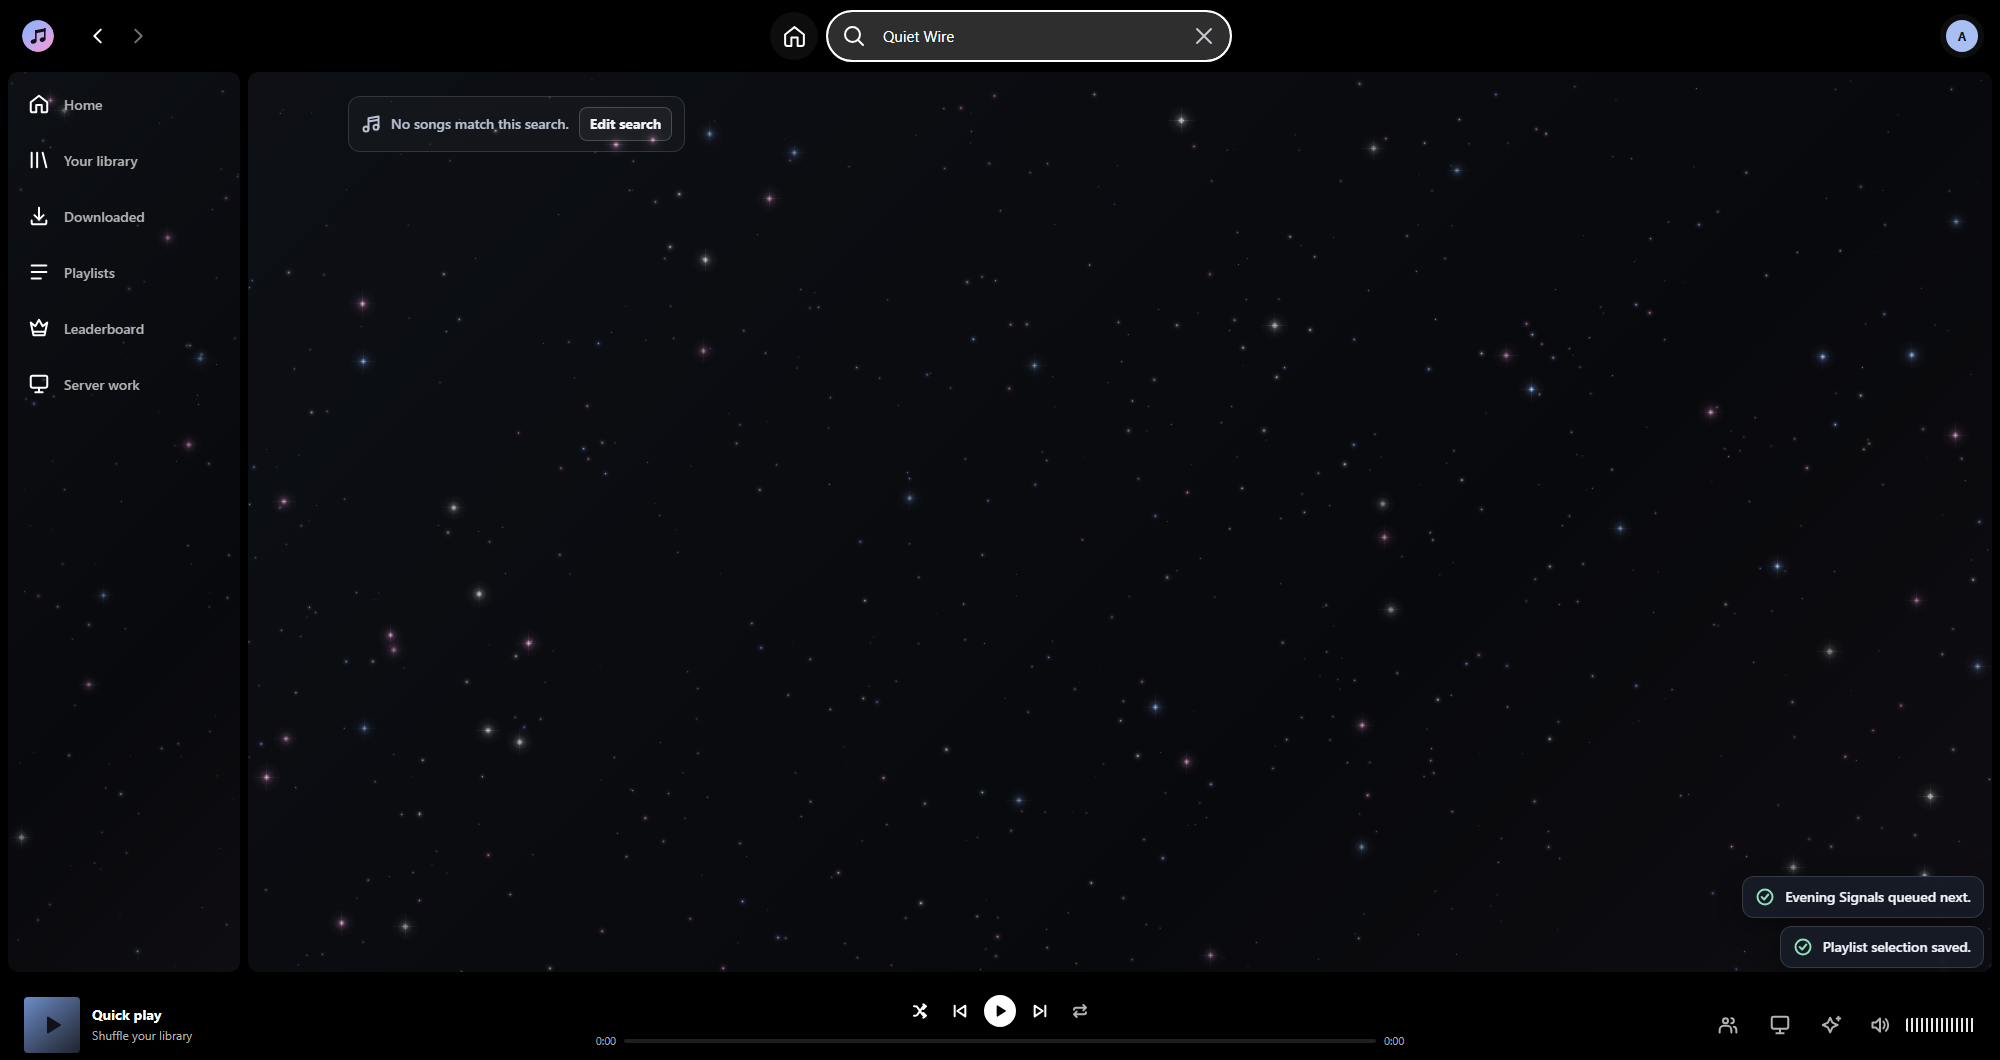 Quiet Wire
A
Home
Your library
Downloaded
Playlists
Leaderboard
Server work
No songs match this search.
Edit search
Evening Signals queued next.
Playlist selection saved.
Quick play
Shuffle your library
0:00
0:00